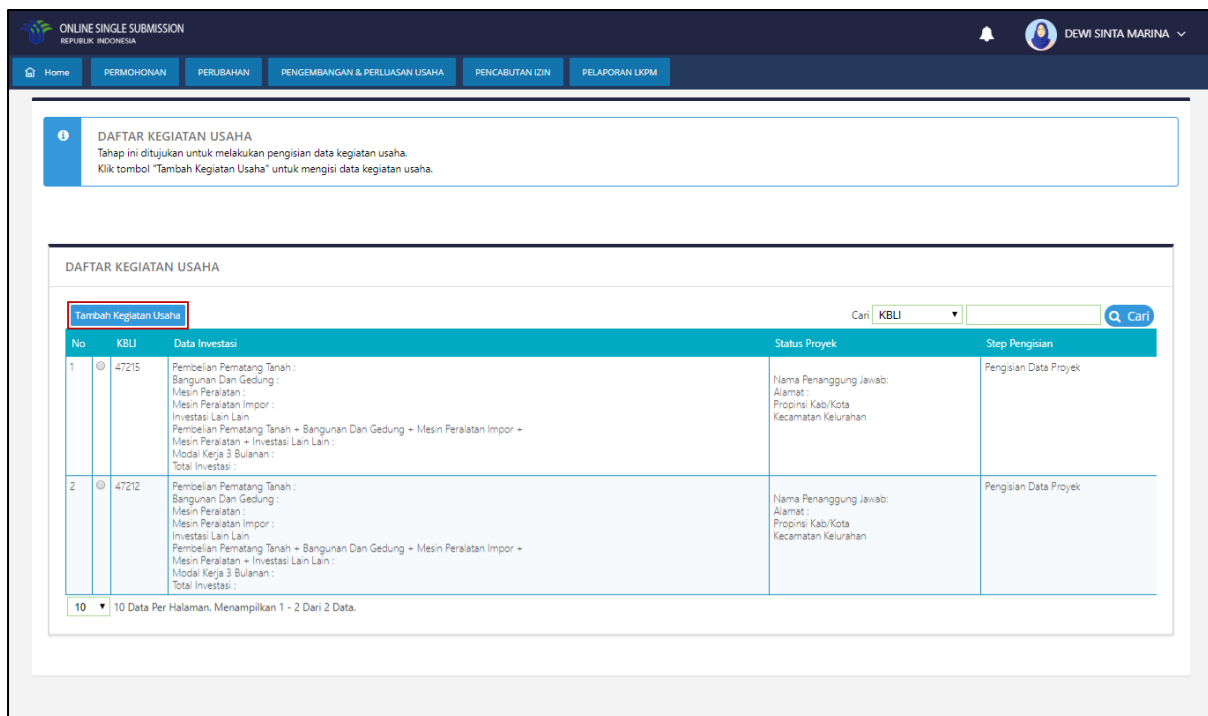 ONLINE SINGLE SUBMISSION
REPUBLIK INDONESIA
DEWI SINTA MARINA
Home PERMOHONAN PERUBAHAN PENGEMBANGAN & PERLUASAN USAHA PENCABUTAN IZIN PELAPORAN LKPM
DAFTAR KEGIATAN USAHA
Tahap ini ditujukan untuk melakukan pengisian data kegiatan usaha.
Klik tombol "Tambah Kegiatan Usaha" untuk mengisi data kegiatan usaha.
DAFTAR KEGIATAN USAHA
Tambah Kegiatan Usaha Cari KBLI Cari
No KBLI Data Investasi Status Proyek Step Pengisian
1 47215 Pembelian Pematang Tanah : Pengisian Data Proyek
Bangunan Dan Gedung :
Nama Penanggung Jawab:
Mesin Peralatan :
Alamat :
Mesin Peralatan Impor :
Propinsi Kab/Kota
Investasi Lain Lain
Kecamatan Kelurahan
Pembelian Pematang Tanah + Bangunan Dan Gedung + Mesin Peralatan Impor +
Mesin Peralatan + Investasi Lain Lain :
Modal Kerja 3 Bulanan :
Total Investasi :
2 47212 Pembelian Pematang Tanah : Pengisian Data Proyek
Bangunan Dan Gedung :
Nama Penanggung Jawab:
Mesin Peralatan :
Alamat :
Mesin Peralatan Impor :
Propinsi Kab/Kota
Investasi Lain Lain
Kecamatan Kelurahan
Pembelian Pematang Tanah + Bangunan Dan Gedung + Mesin Peralatan Impor +
Mesin Peralatan + Investasi Lain Lain :
Modal Kerja 3 Bulanan :
Total Investasi :
10 10 Data Per Halaman. Menampilkan 1 - 2 Dari 2 Data.